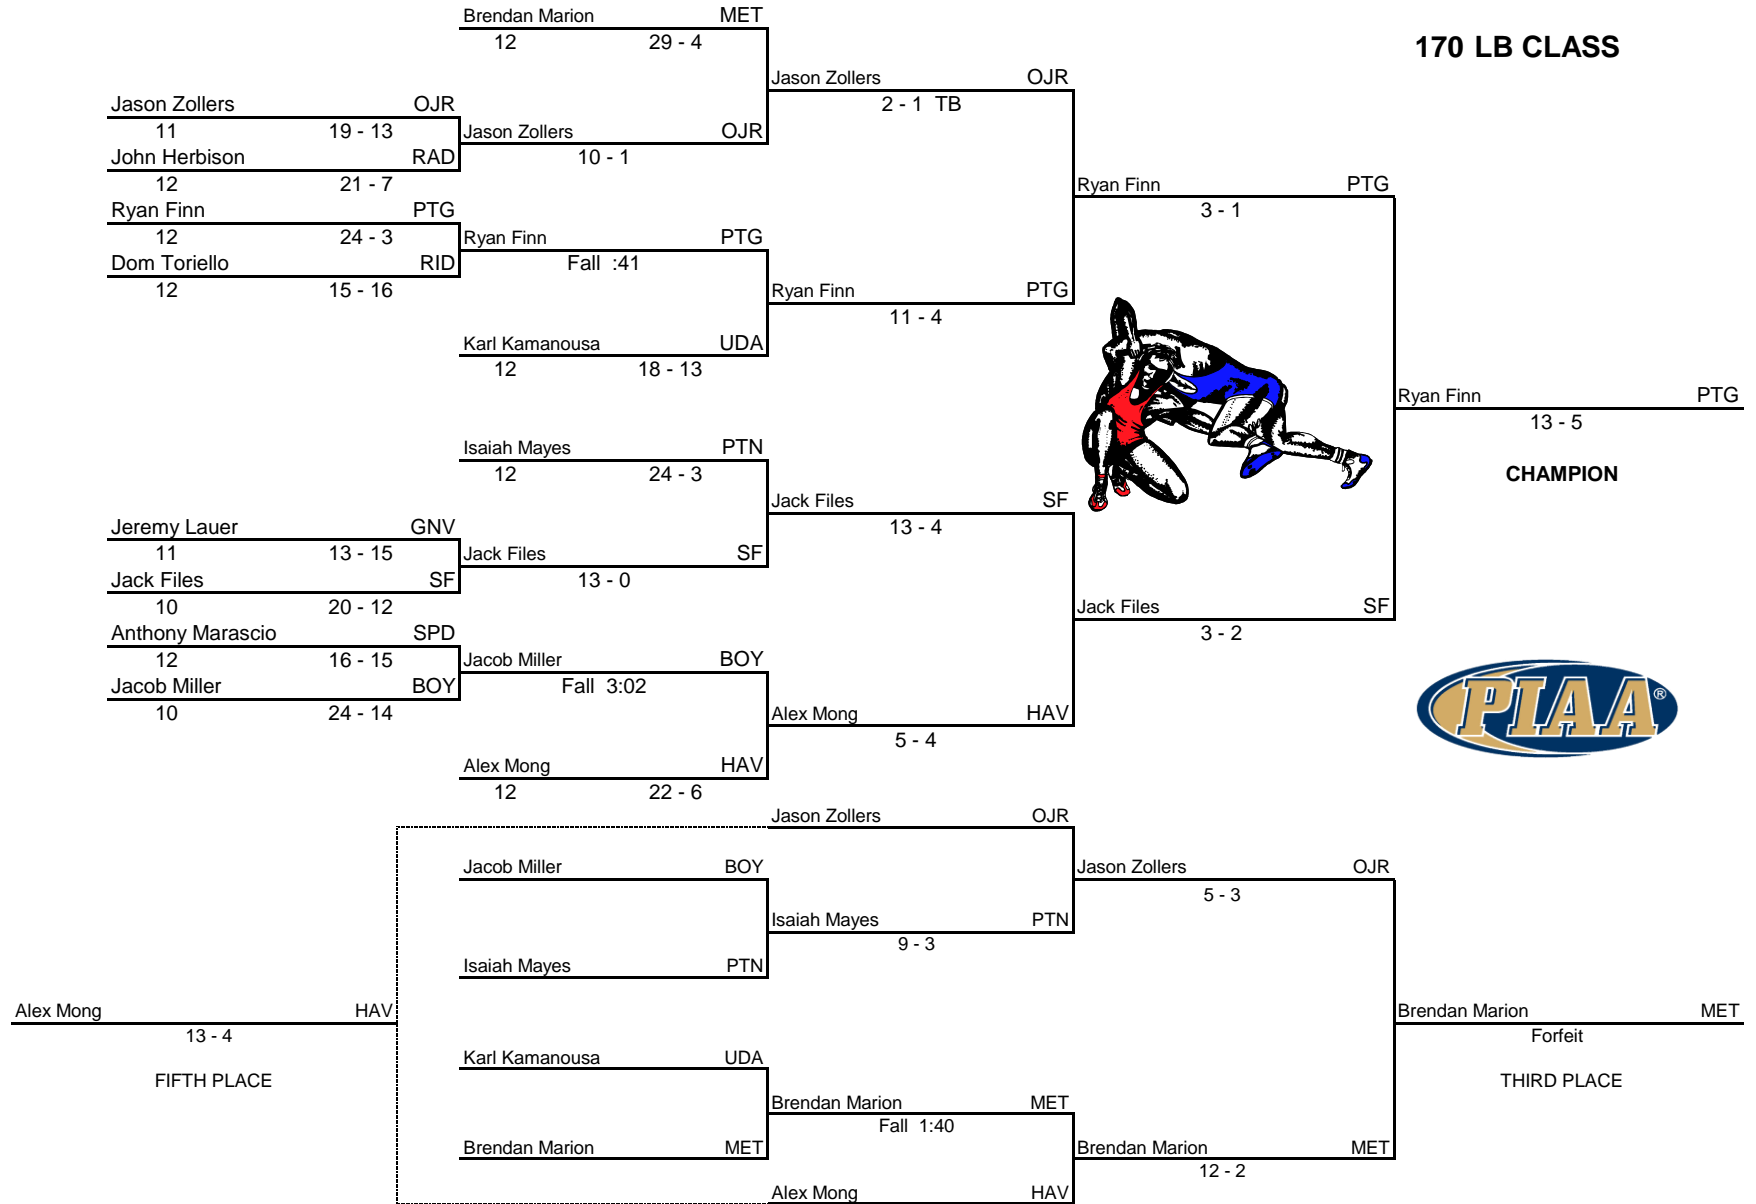 Brendan Marion MET
12 29 - 4
170 LB CLASS
Jason Zollers OJR
2 - 1 TB
Jason Zollers OJR
11 19 - 13
Jason Zollers OJR
10 - 1
John Herbison RAD
12 21 - 7
Ryan Finn PTG
3 - 1
Ryan Finn PTG
12 24 - 3
Ryan Finn PTG
Fall :41
Dom Toriello RID
12 15 - 16
Ryan Finn PTG
11 - 4
Karl Kamanousa UDA
12 18 - 13
Ryan Finn PTG
13 - 5
CHAMPION
Isaiah Mayes PTN
12 24 - 3
Jack Files SF
13 - 4
Jeremy Lauer GNV
11 13 - 15
Jack Files SF
13 - 0
Jack Files SF
10 20 - 12
Jack Files SF
3 - 2
Anthony Marascio SPD
12 16 - 15
Jacob Miller BOY
Fall 3:02
Jacob Miller BOY
10 24 - 14
Alex Mong HAV
5 - 4
PIAA®
Alex Mong HAV
12 22 - 6
Jason Zollers OJR
Jacob Miller BOY
Jason Zollers OJR
5 - 3
Isaiah Mayes PTN
9 - 3
Isaiah Mayes PTN
Alex Mong HAV
13 - 4
FIFTH PLACE
Brendan Marion MET
Forfeit
THIRD PLACE
Karl Kamanousa UDA
Brendan Marion MET
Fall 1:40
Brendan Marion MET
Brendan Marion MET
12 - 2
Alex Mong HAV